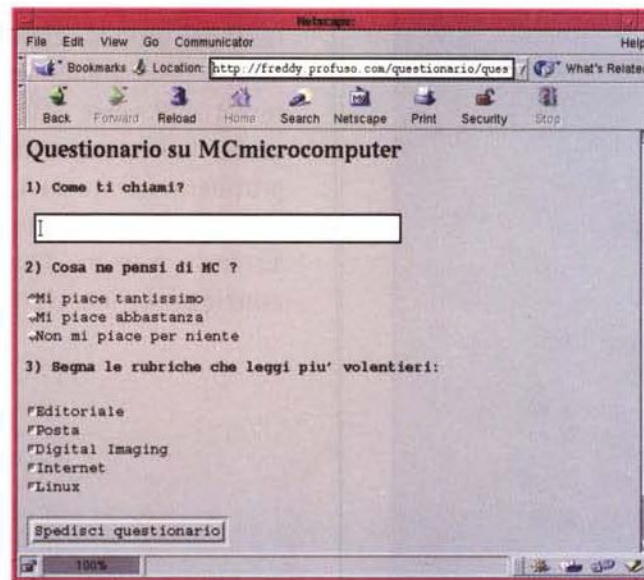 Netscape:
File Edit View Go Communicator Help
Bookmarks Location: http://freddy.profuso.com/questionario/ques What's Relate
Back Forward Reload Home Search Netscape Print Security Stop
Questionario su MCmicrocomputer
1) Come ti chiami?
2) Cosa ne pensi di MC ?
Mi piace tantissimo
Mi piace abbastanza
Non mi piace per niente
3) Segna le rubriche che leggi piu' volentieri:
Editoriale
Posta
Digital Imaging
Internet
Linux
Spedisci questionario
100%